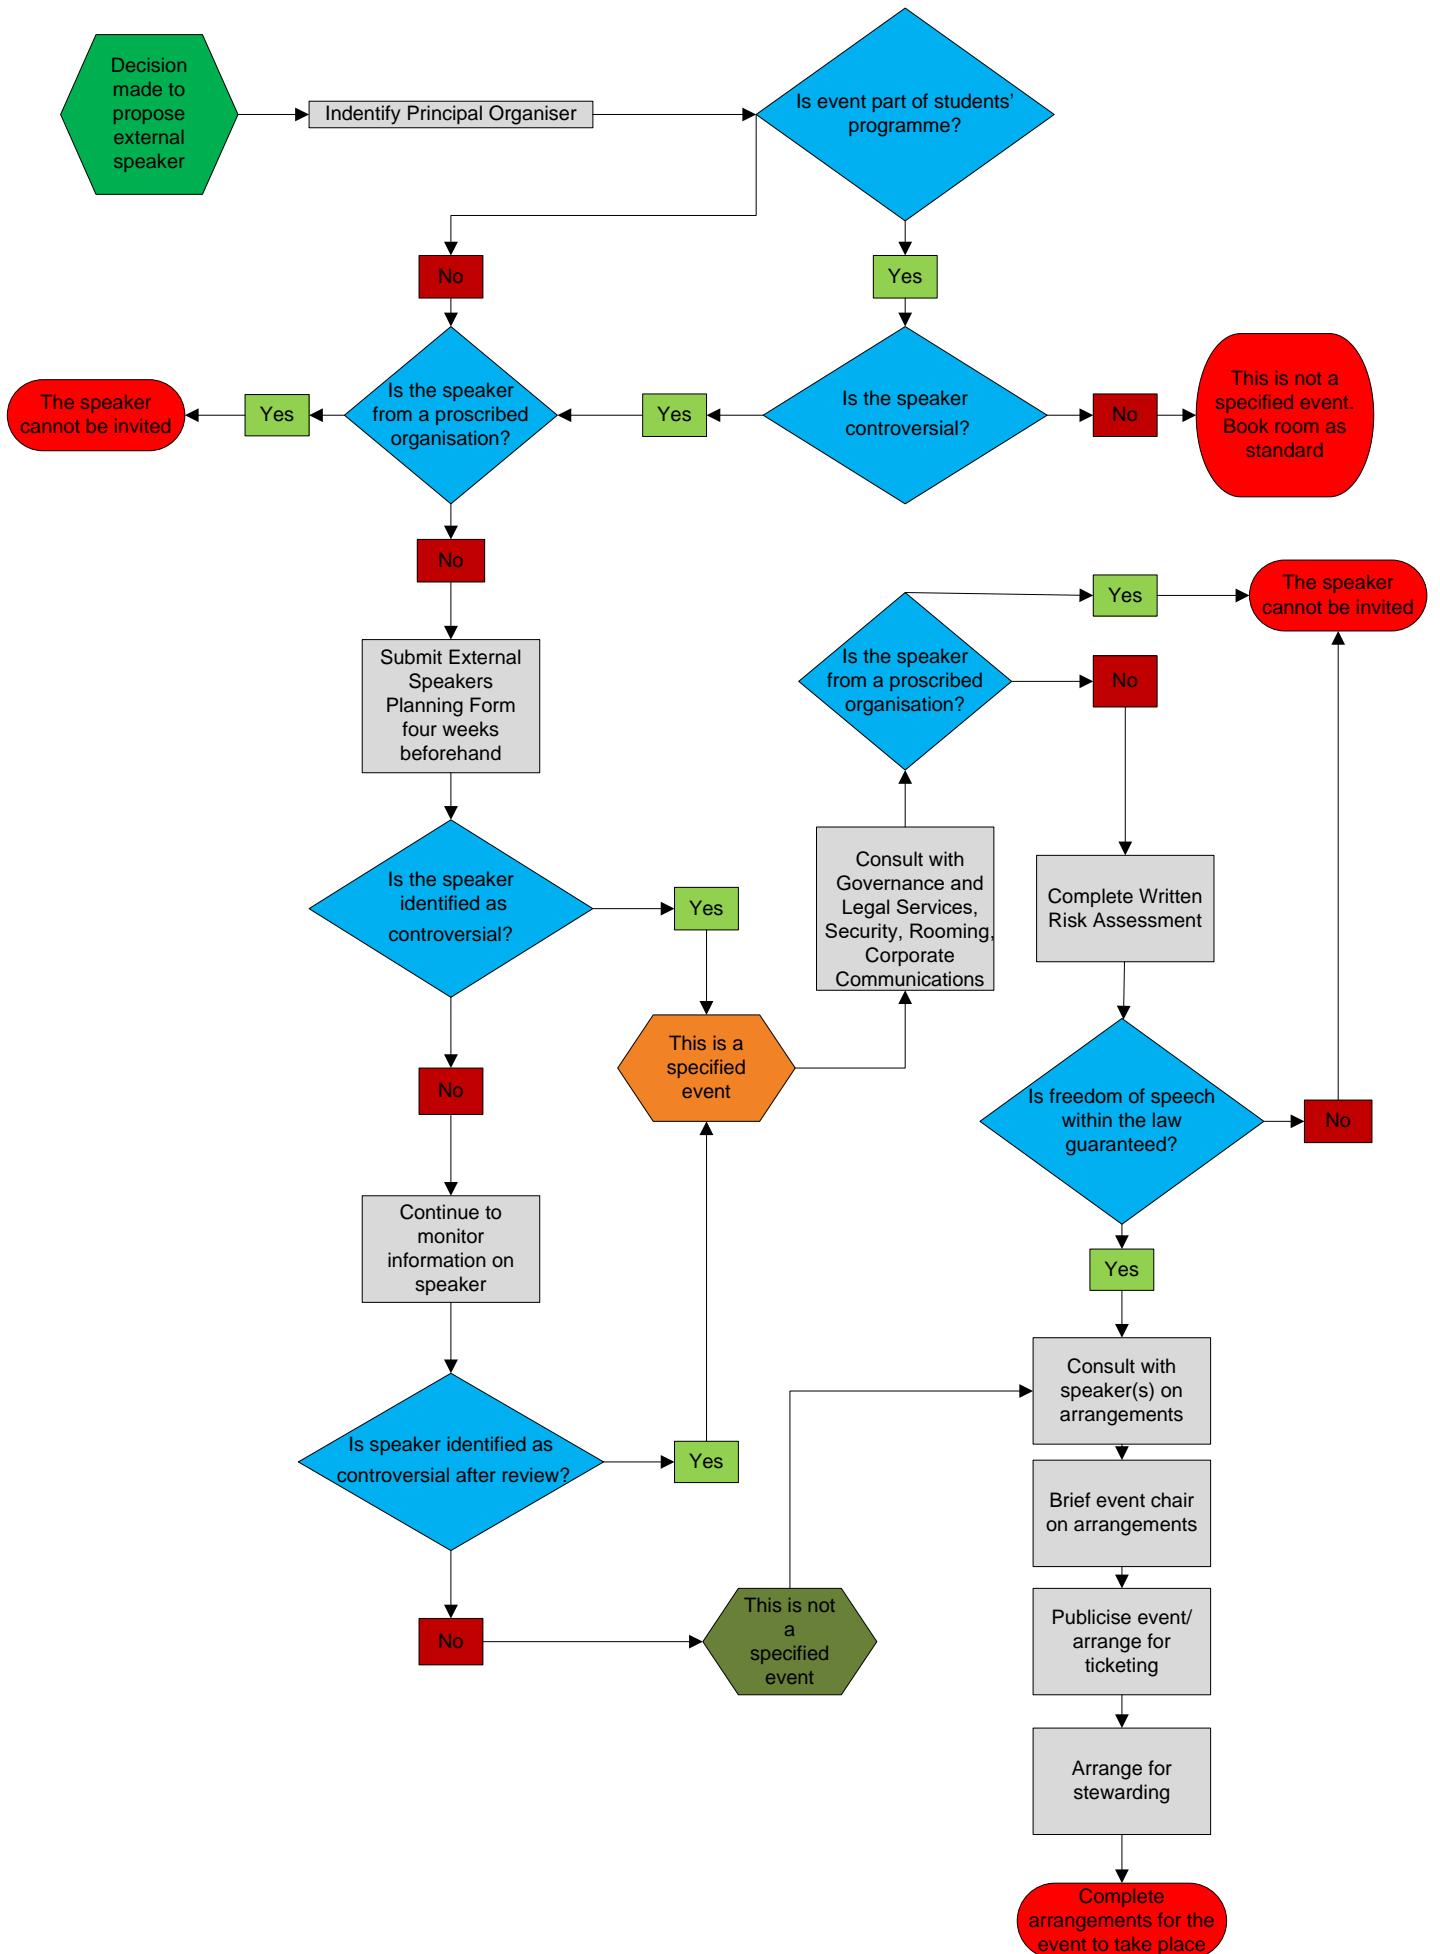 Decision
made to
propose
external
speaker
Indentify Principal Organiser
Is event part of students’
programme?
No
Yes
The speaker
cannot be invited
Yes
Is the speaker
from a proscribed
organisation?
Yes
Is the speaker
controversial?
No
This is not a
specified event.
Book room as
standard
No
Submit External
Speakers
Planning Form
four weeks
beforehand
Is the speaker
from a proscribed
organisation?
Yes
The speaker
cannot be invited
No
Is the speaker
identified as
controversial?
Yes
Consult with
Governance and
Legal Services,
Security, Rooming,
Corporate
Communications
Complete Written
Risk Assessment
No
This is a
specified
event
Is freedom of speech
within the law
guaranteed?
No
Continue to
monitor
information on
speaker
Yes
Is speaker identified as
controversial after review?
Yes
Consult with
speaker(s) on
arrangements
Brief event chair
on arrangements
No
This is not
a
specified
event
Publicise event/
arrange for
ticketing
Arrange for
stewarding
Complete
arrangements for the
event to take place